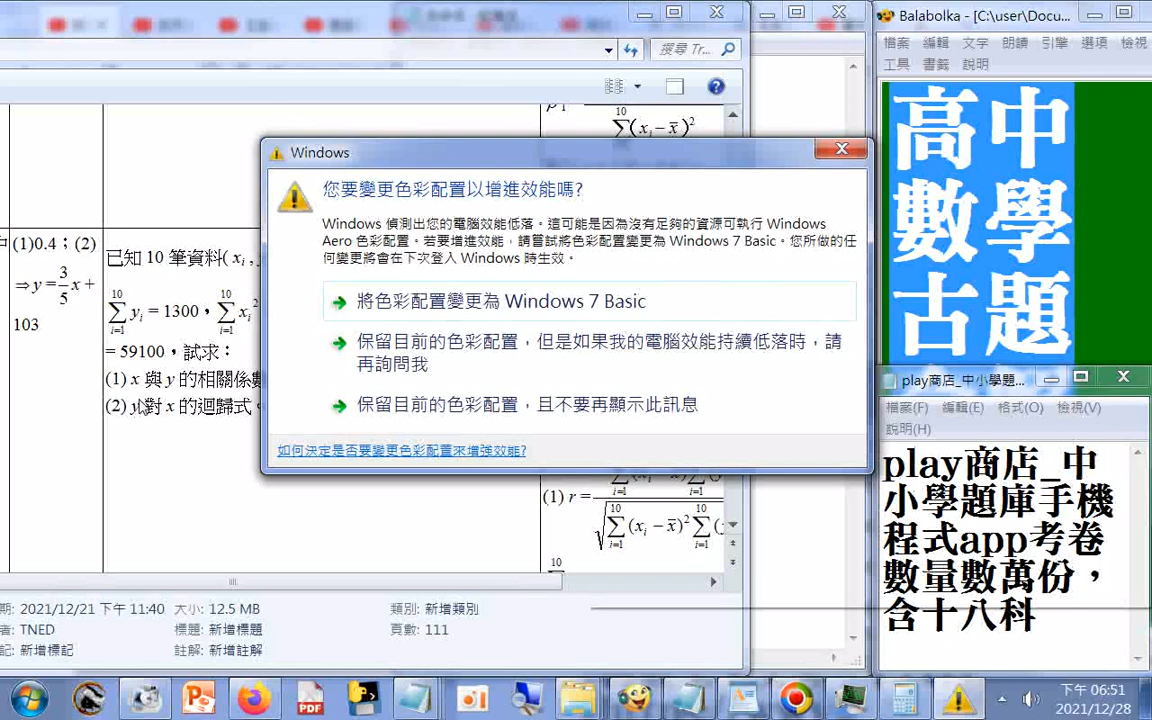 搜尋 Tr...
Balabolka - [C:\user\Docu...
檔案 編輯 文字 朗讀 引擎 選項 檢視
工具 書籤 說明
高中
數學
古題
Windows
您要變更色彩配置以增進效能嗎?
Windows 偵測出您的電腦效能低落。這可能是因為沒有足夠的資源可執行 Windows
Aero 色彩配置。若要增進效能，請嘗試將色彩配置變更為 Windows 7 Basic。您所做的任
何變更將會在下次登入 Windows 時生效。
將色彩配置變更為 Windows 7 Basic
保留目前的色彩配置，但是如果我的電腦效能持續低落時，請
再詢問我
保留目前的色彩配置，且不要再顯示此訊息
如何決定是否要變更色彩配置來增強效能?
(1)0.4；(2)
⇒y = 3/5 x +
103
已知 10 筆資料( xᵢ ,
∑_{i=1}^{10} yᵢ = 1300，∑_{i=1}^{10} xᵢ²
= 59100，試求：
(1) x 與 y 的相關係數
(2) y對 x 的迴歸式。
∑_{i=1}^{10} (xᵢ − x̄)²
(1) r =
√∑_{i=1}^{10} (xᵢ − x̄)² ∑_{i=1}^{10} (
10
play商店_中小學題...
檔案(F) 編輯(E) 格式(O) 檢視(V)
說明(H)
play商店_中
小學題庫手機
程式app考卷
數量數萬份，
含十八科
期: 2021/12/21 下午 11:40 大小: 12.5 MB 類別: 新增類別
者: TNED 標題: 新增標題 頁數: 111
記: 新增標記 註解: 新增註解
PDF
下午 06:51
2021/12/28